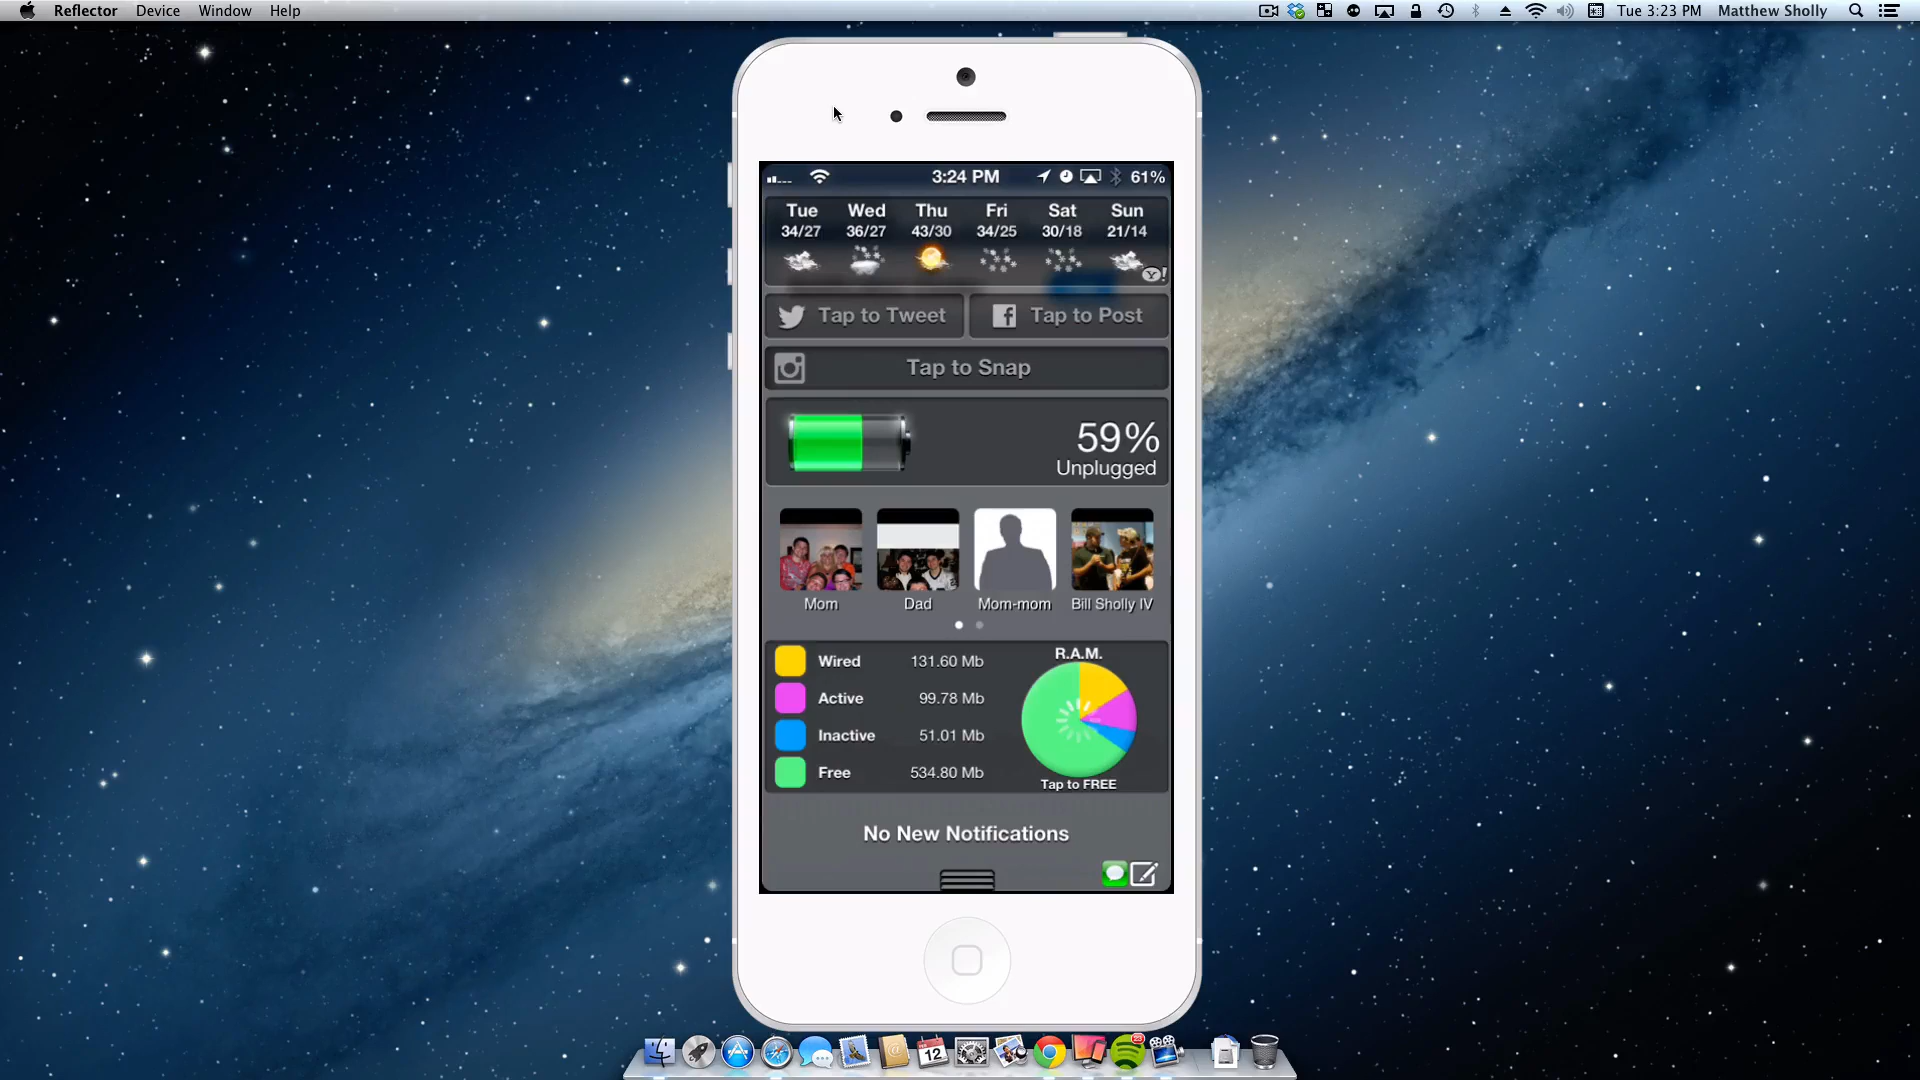 Reflector Device Window Help Tue 3:23 PM Matthew Sholly
3:24 PM 61%
Tue Wed Thu Fri Sat Sun
34/27 36/27 43/30 34/25 30/18 21/14
Y!
Tap to Tweet Tap to Post
Tap to Snap
59%
Unplugged
Mom Dad Mom-mom Bill Sholly IV
R.A.M.
Wired 131.60 Mb
Active 99.78 Mb
Inactive 51.01 Mb
Free 534.80 Mb
Tap to FREE
No New Notifications
12
23